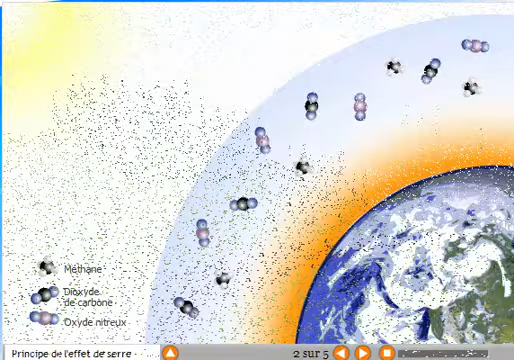 Méthane
Dioxyde
de carbone
Oxyde nitreux
Principe de l'effet de serre
2 sur 5